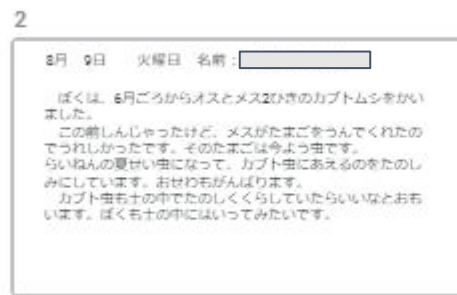 2
8月 9日 火曜日 名前:
ぼくは、6月ごろからオスとメス2ひきのカブトムシをかい
ました。
この前しんじゃったけど、メスがたまごをうんでくれたの
でうれしかったです。そのたまごは今よう虫です。
らいねんの夏せい虫になって、カブト虫にあえるのをたのし
みにしています。おせわもがんばります。
カブト虫も土の中でたのしくくらしていたらいいなとおも
います。ぼくも土の中にはいってみたいです。